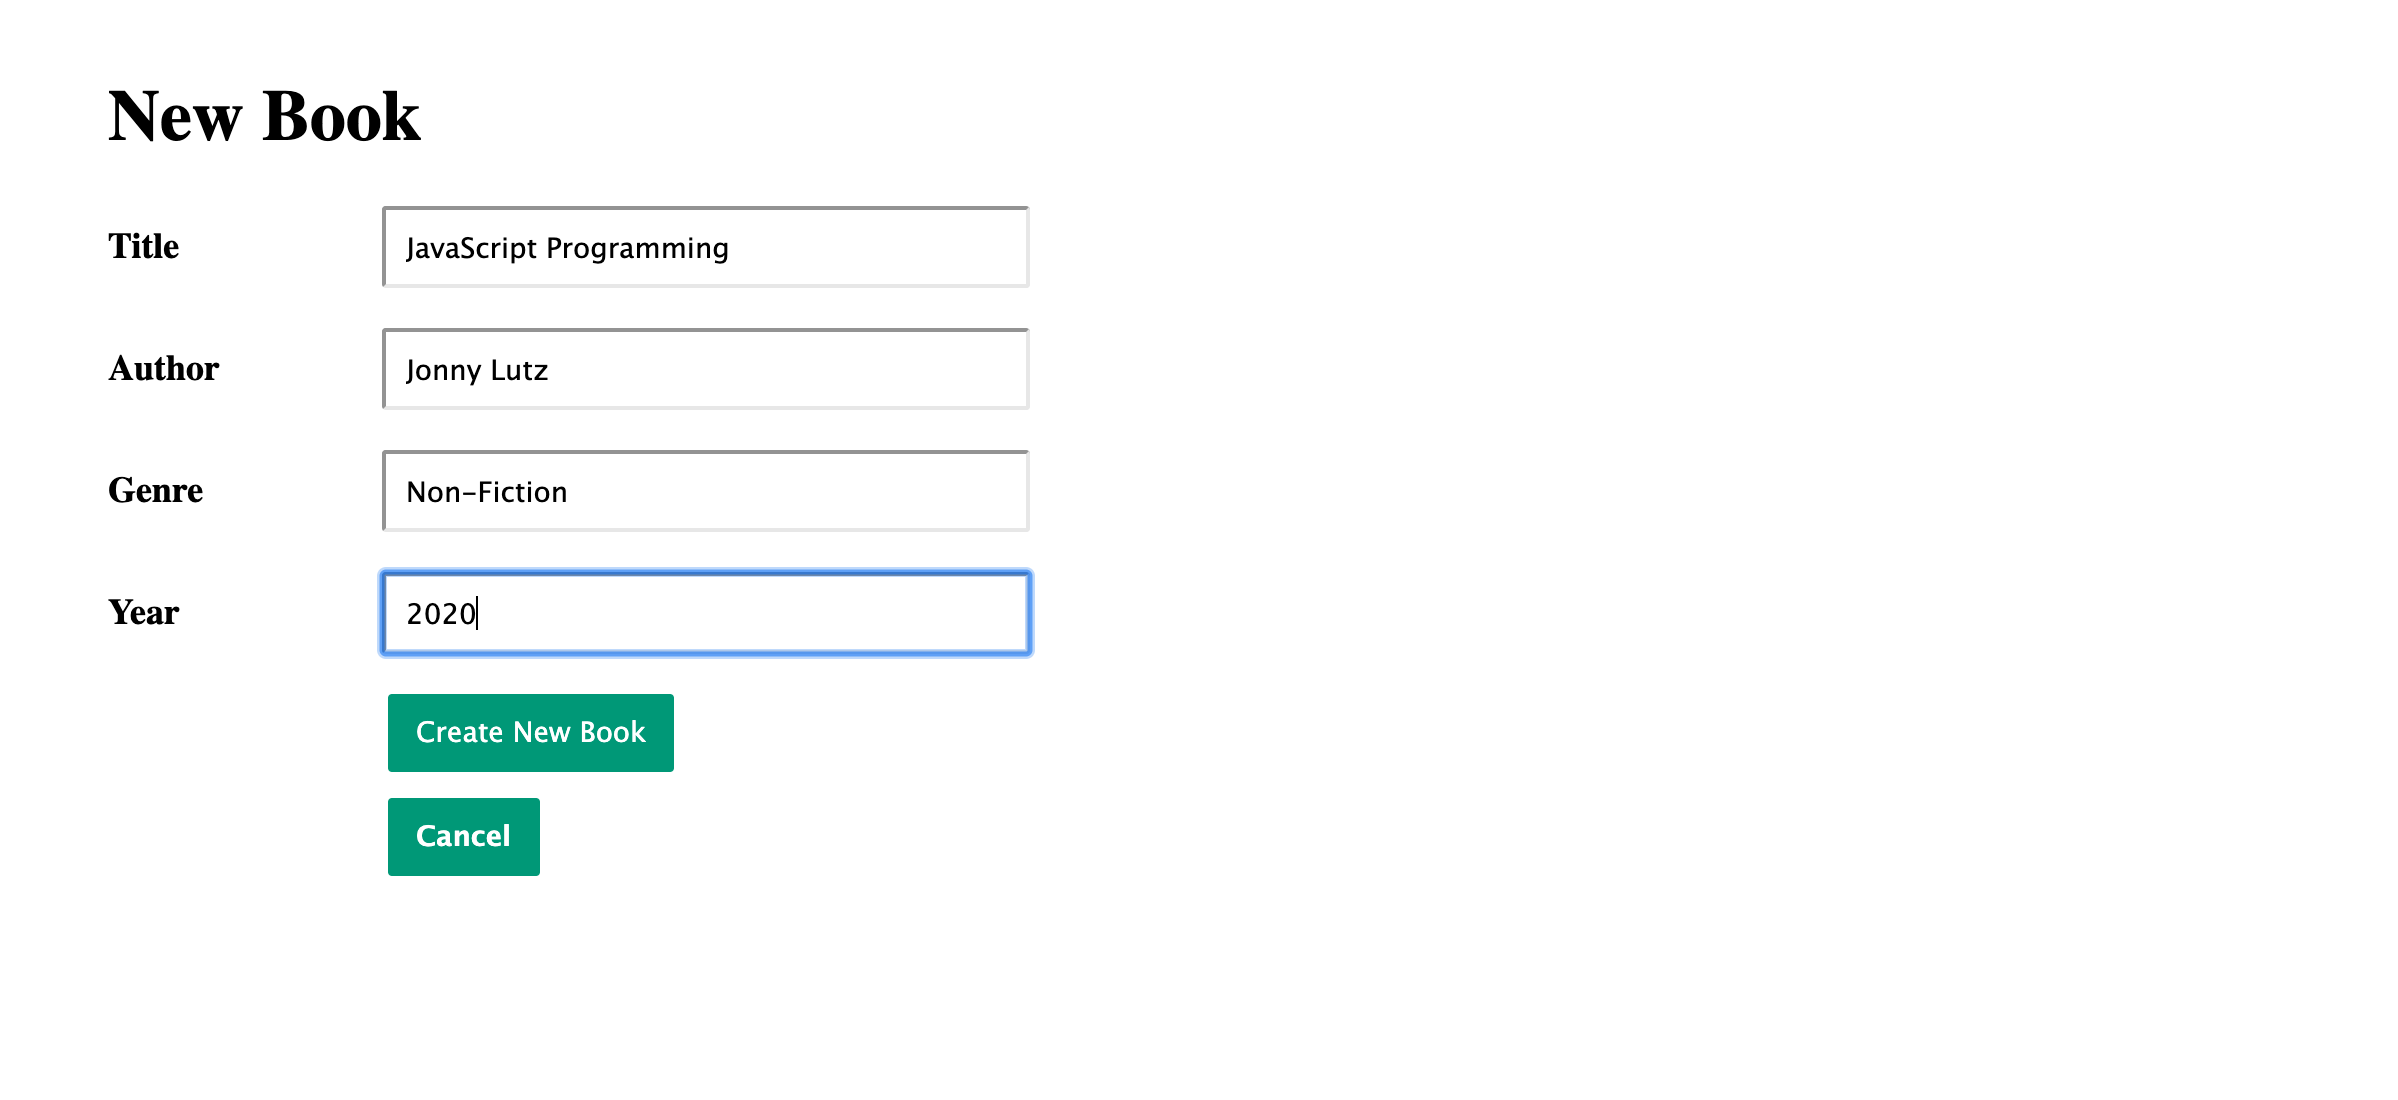 New Book
Title JavaScript Programming
Author Jonny Lutz
Genre Non-Fiction
Year 2020
Create New Book
Cancel